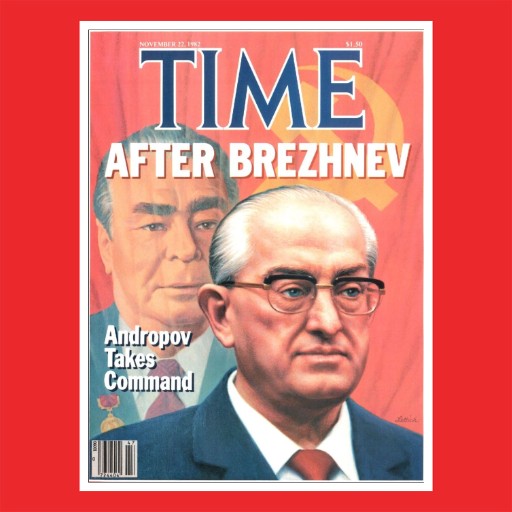 NOVEMBER 22, 1982 $1.50
TIME
AFTER BREZHNEV
Andropov
Takes
Command